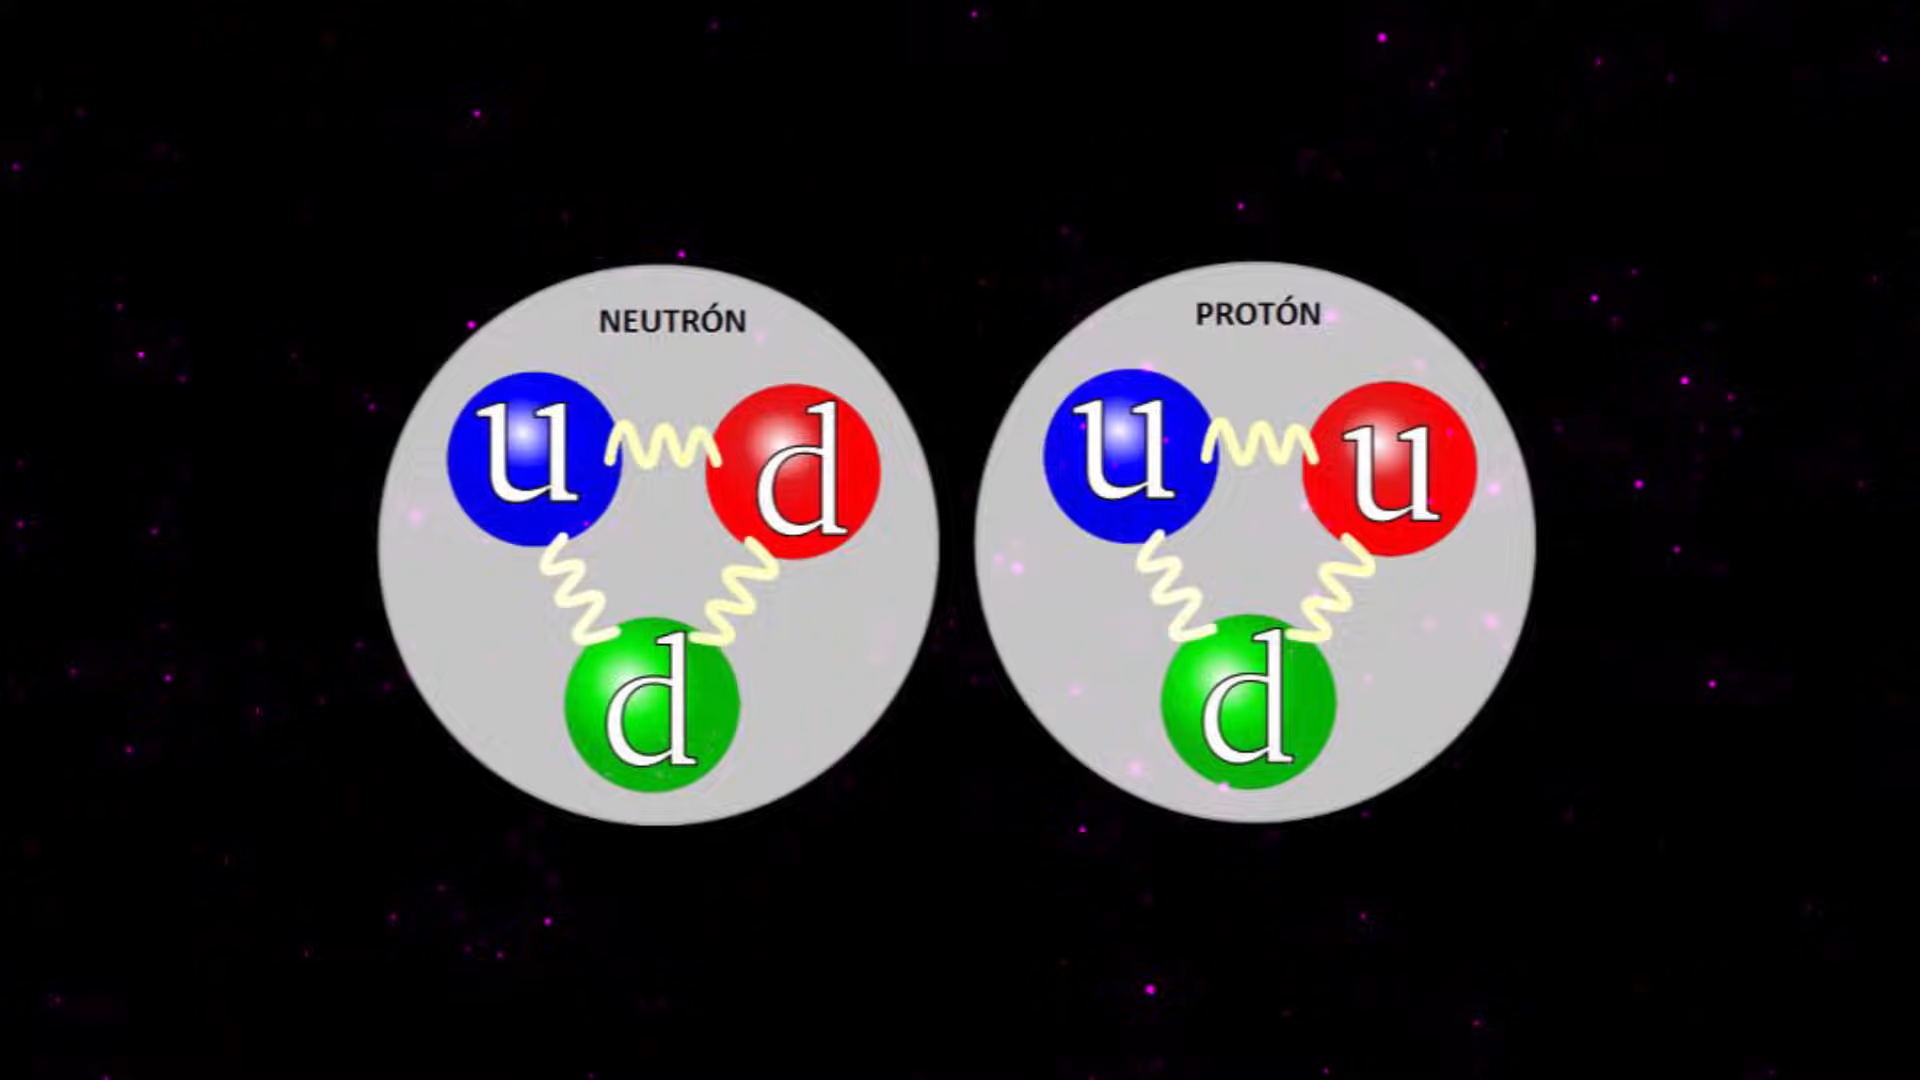 NEUTRÓN
u d
d
PROTÓN
u u
d